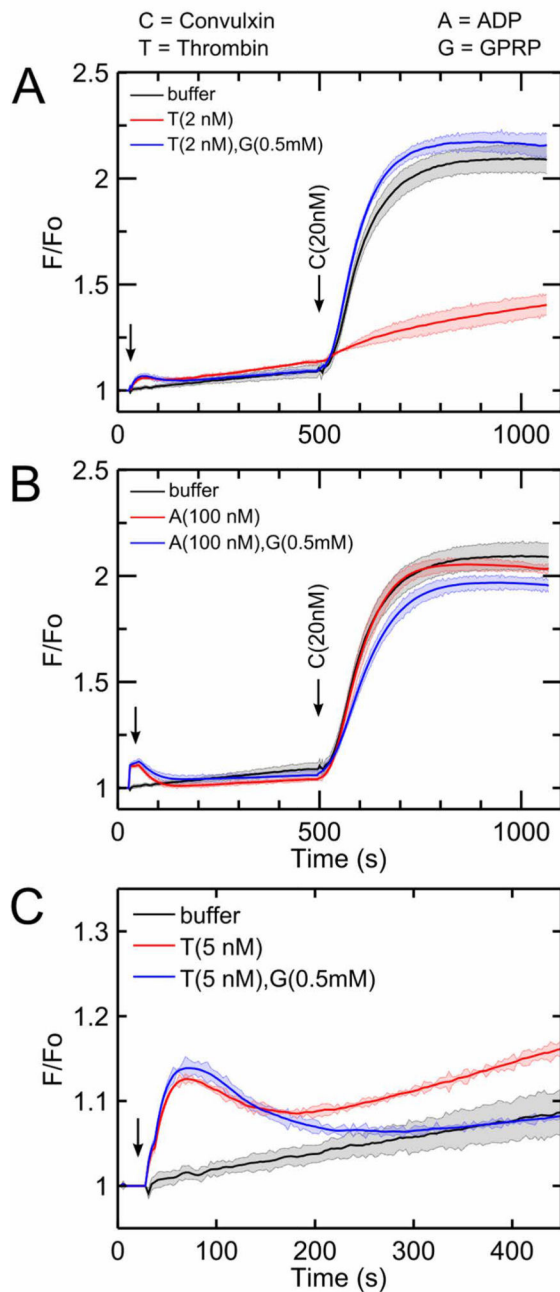 C = Convulxin A = ADP
T = Thrombin G = GPRP
A
buffer
T(2 nM)
T(2 nM),G(0.5mM)
C(20nM)
F/Fo
2.5
2
1.5
1
0 500 1000
B
buffer
A(100 nM)
A(100 nM),G(0.5mM)
C(20nM)
F/Fo
2.5
2
1.5
1
0 500 1000
Time (s)
C
buffer
T(5 nM)
T(5 nM),G(0.5mM)
F/Fo
1.3
1.2
1.1
1
0 100 200 300 400
Time (s)